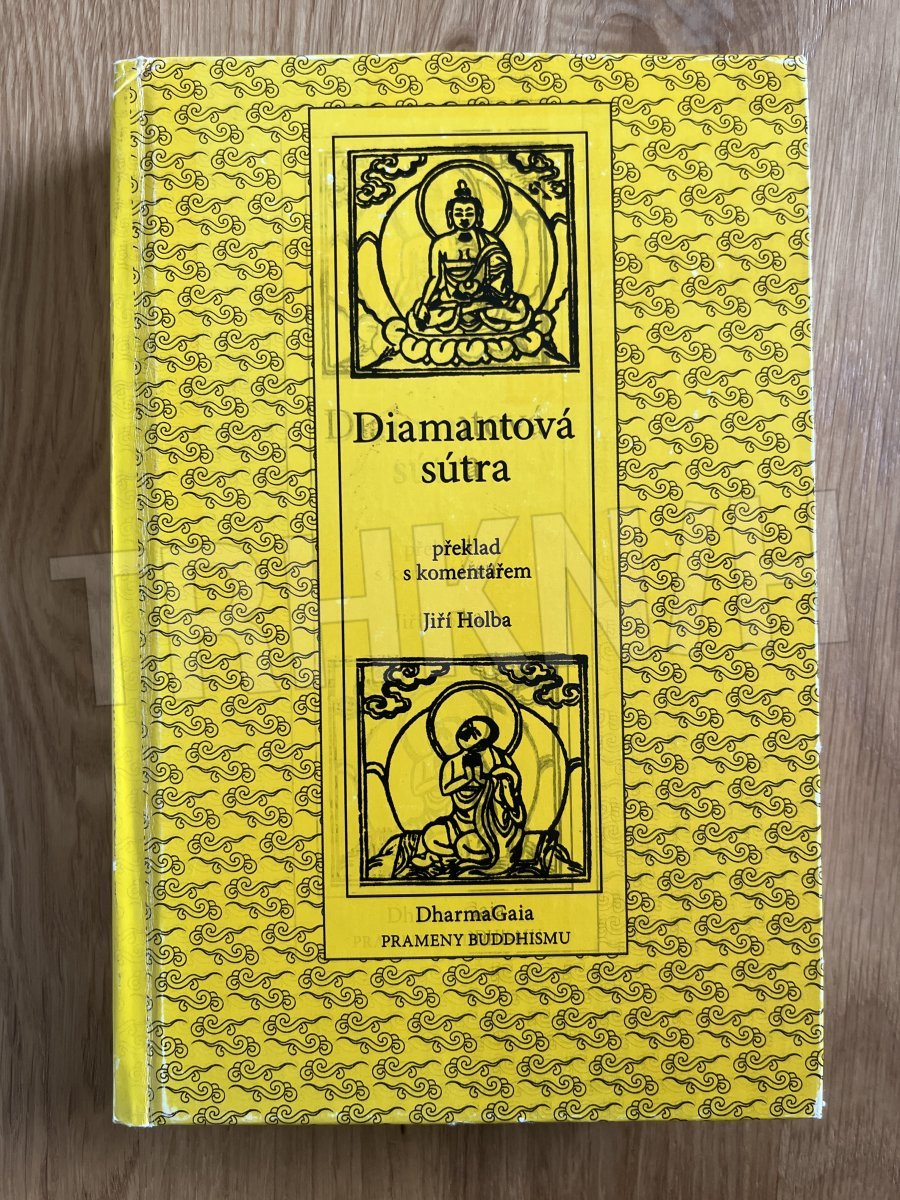 Diamantová
sútra
překlad
s komentářem
Jiří Holba
DharmaGaia
PRAMENY BUDDHISMU